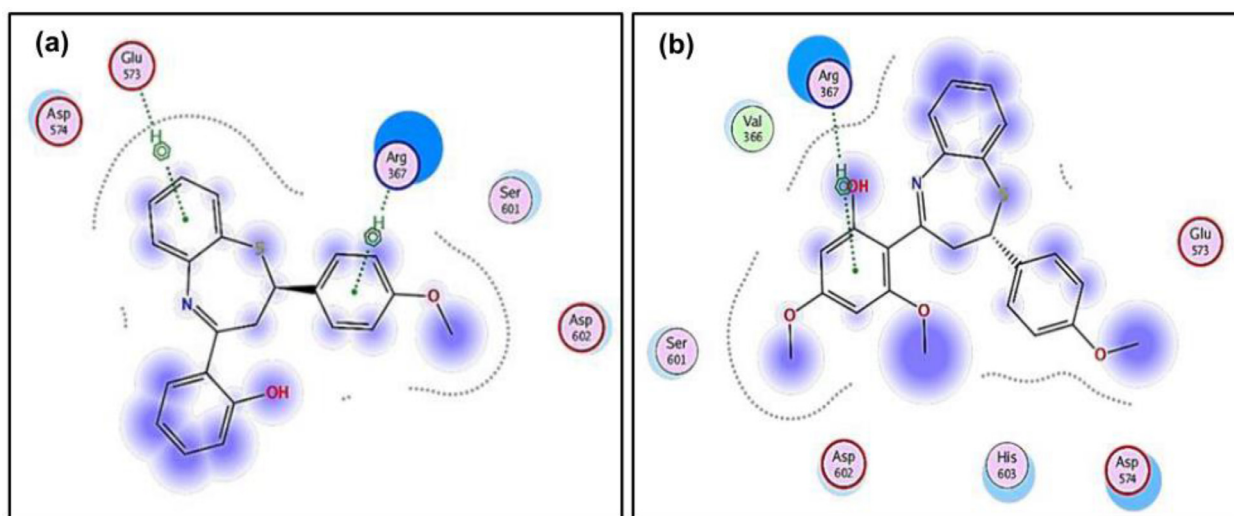 (a)
Glu
573
Asp
574
H
Arg
367
H
Ser
601
S
N
O
Asp
602
OH
(b)
Arg
367
Val
366
H
OH
N
S
Glu
573
O
O
Ser
601
O
Asp
602
His
603
Asp
574